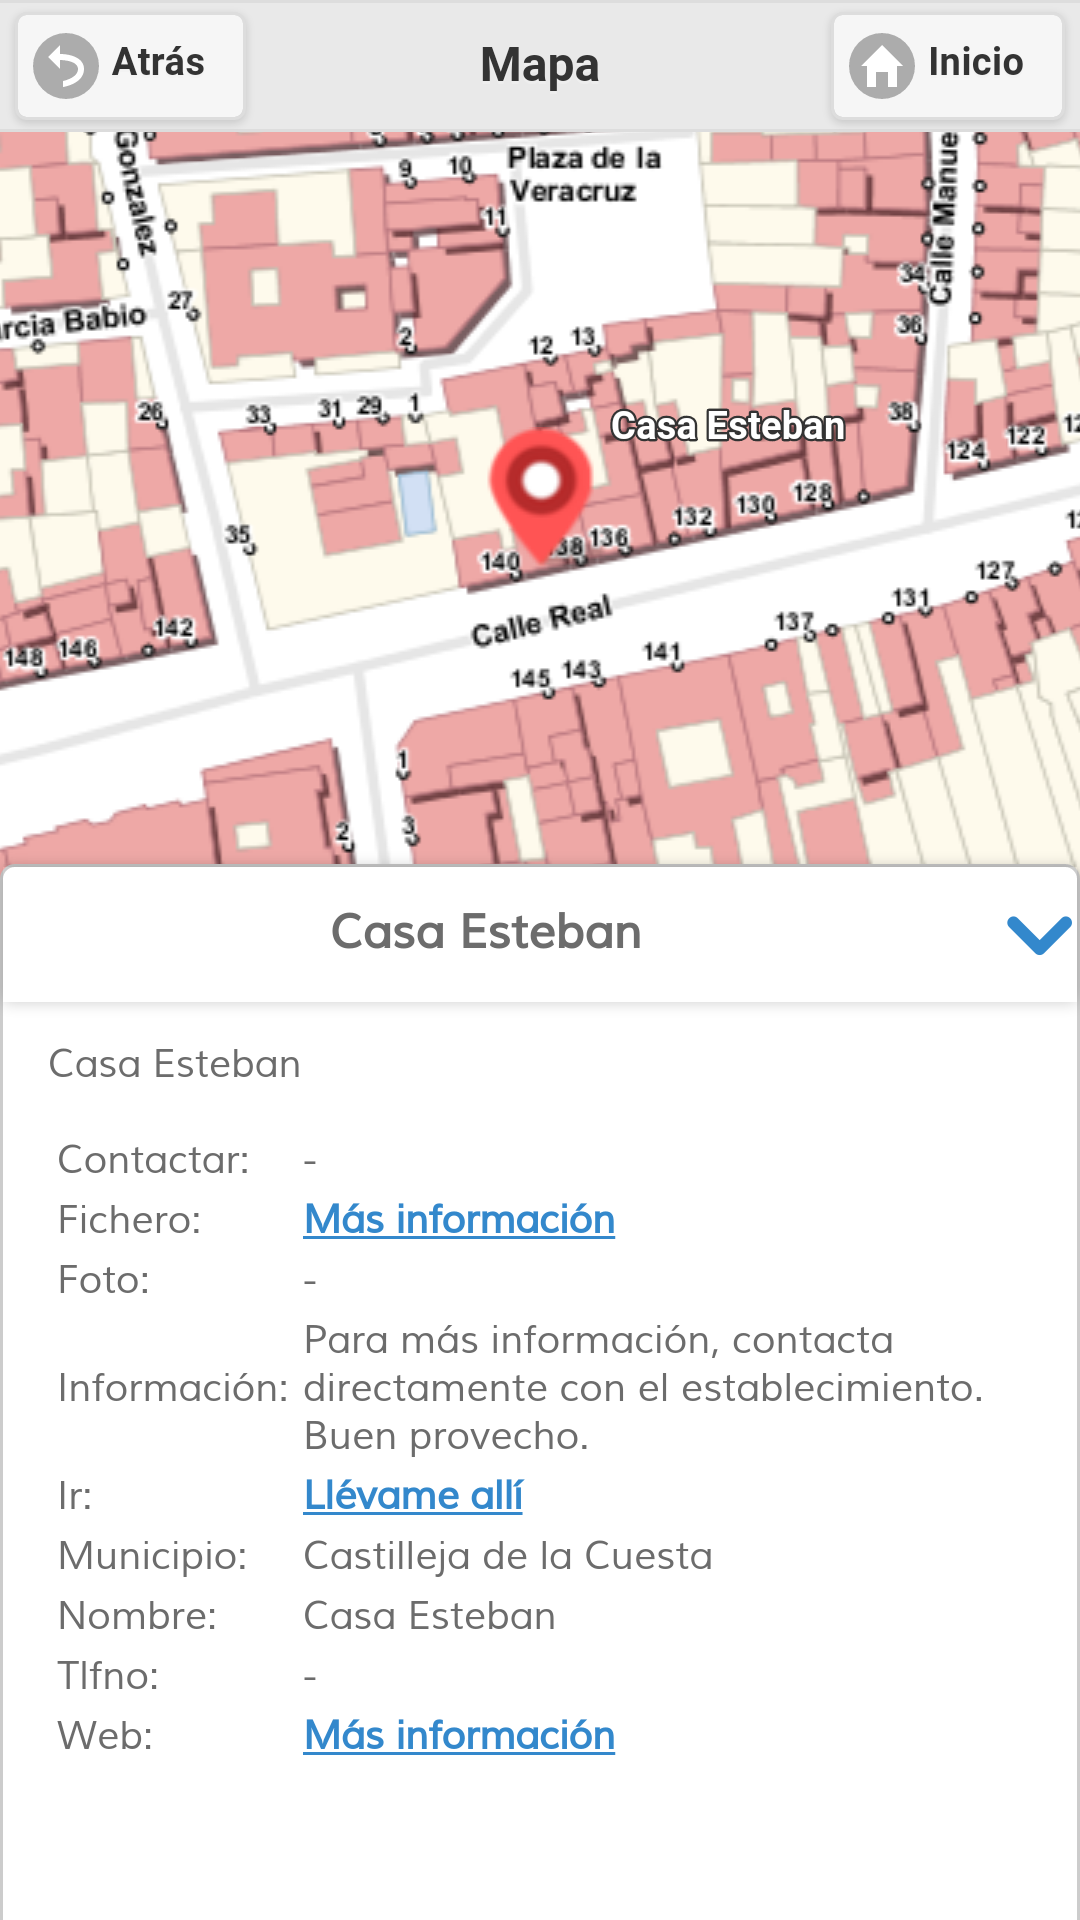 Atrás
Mapa
Inicio
Gonzalez
Plaza de la
Veracruz
9
10
11
Calle Manue
27
34
rcia Babio
2
12
13
36
26
33
31
29
1
Casa Esteban
38
124
122
35
132
130
128
140
38
136
127
Calle Real
131
137
142
148
146
141
145
143
1
2
3
Casa Esteban
Casa Esteban
Contactar: -
Fichero: Más información
Foto: -
Información: Para más información, contacta
directamente con el establecimiento.
Buen provecho.
Ir: Llévame allí
Municipio: Castilleja de la Cuesta
Nombre: Casa Esteban
Tlfno: -
Web: Más información